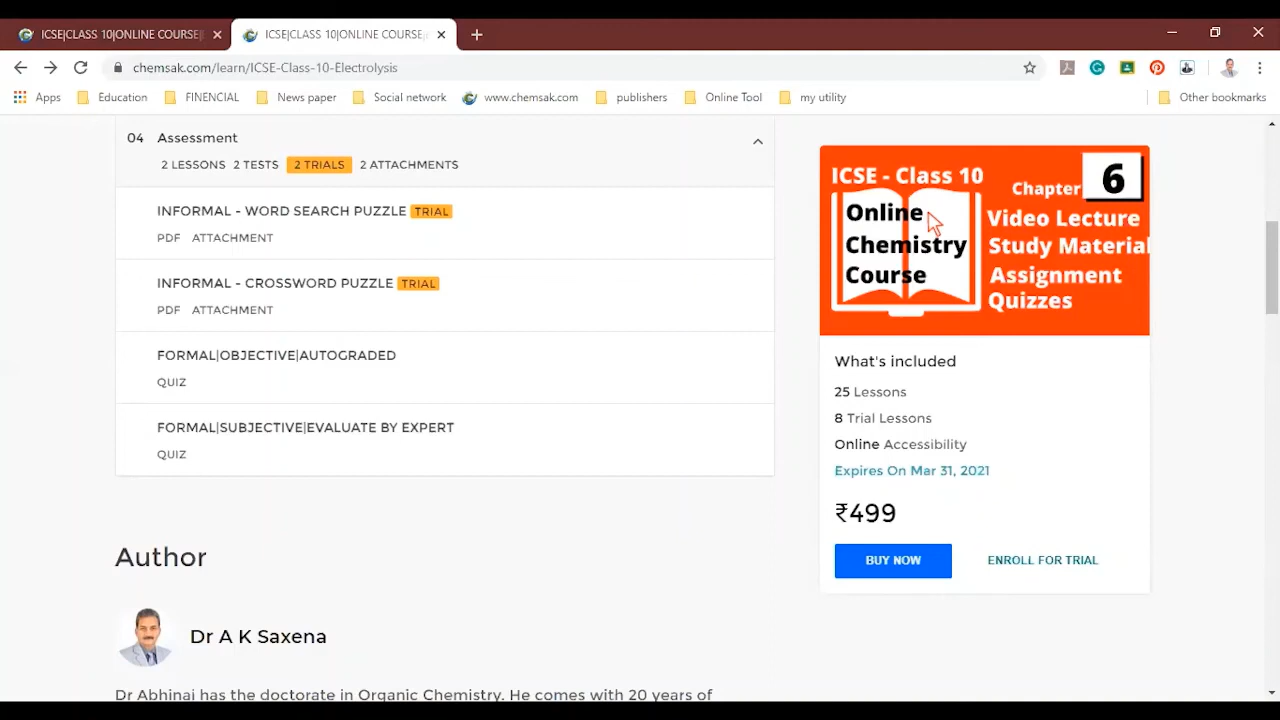 ICSE|CLASS 10|ONLINE COURSE|
ICSE|CLASS 10|ONLINE COURSE|
chemsak.com/learn/ICSE-Class-10-Electrolysis
Apps
Education
FINENCIAL
News paper
Social network
www.chemsak.com
publishers
Online Tool
my utility
Other bookmarks
04 Assessment
2 LESSONS 2 TESTS 2 TRIALS 2 ATTACHMENTS
INFORMAL - WORD SEARCH PUZZLE TRIAL
PDF ATTACHMENT
INFORMAL - CROSSWORD PUZZLE TRIAL
PDF ATTACHMENT
FORMAL|OBJECTIVE|AUTOGRADED
QUIZ
FORMAL|SUBJECTIVE|EVALUATE BY EXPERT
QUIZ
Author
Dr A K Saxena
Dr Abhinai has the doctorate in Organic Chemistry. He comes with 20 years of
ICSE - Class 10
Chapter 6
Online
Chemistry
Course
Video Lecture
Study Material
Assignment
Quizzes
What's included
25 Lessons
8 Trial Lessons
Online Accessibility
Expires On Mar 31, 2021
₹499
BUY NOW
ENROLL FOR TRIAL